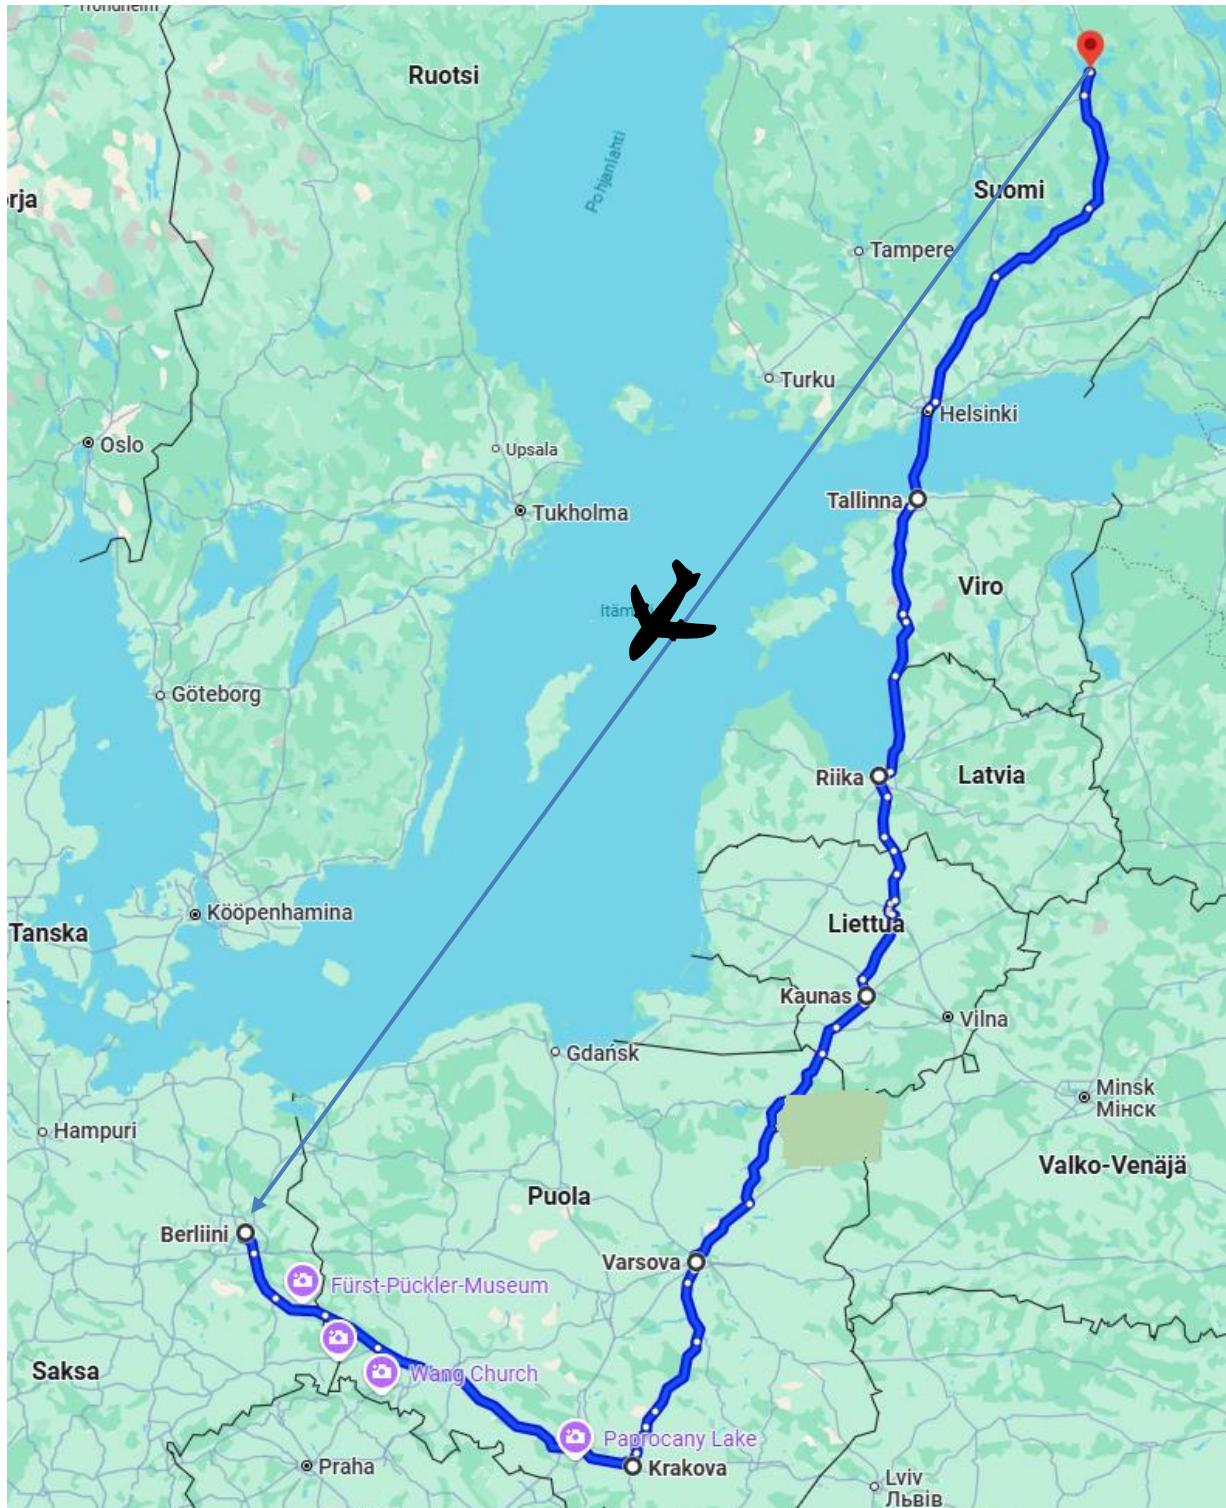 Trondheim
Ruotsi
Pohjanlahti
rja
Suomi
Tampere
Turku
Helsinki
Oslo
Upsala
Tukholma
Tallinna
Viro
Itäm
Göteborg
Riika
Latvia
Kööpenhamina
Tanska
Liettua
Kaunas
Vilna
Gdańsk
Minsk
Мінск
Hampuri
Valko-Venäjä
Puola
Berliini
Varsova
Fürst-Pückler-Museum
Saksa
Wang Church
Paprocany Lake
Praha
Krakova
Lviv
Львів